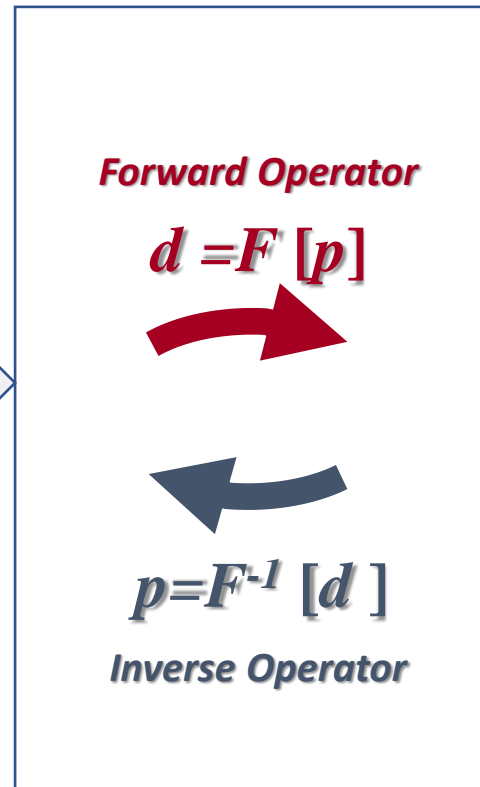 Forward Operator
d =F [p]
p=F⁻¹ [d ]
Inverse Operator